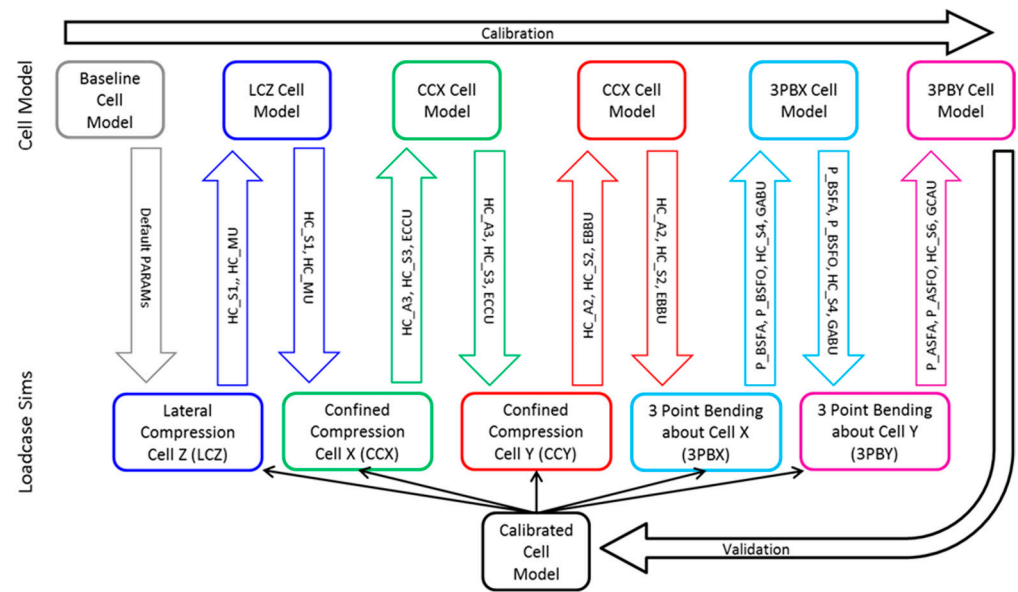 Calibration
Cell Model
Baseline
Cell
Model
LCZ Cell
Model
CCX Cell
Model
CCX Cell
Model
3PBX Cell
Model
3PBY Cell
Model
Default PARAMs
HC_S1,, HC_MU
HC_S1, HC_MU
HC_A3, HC_S3, ECCU
HC_A3, HC_S3, ECCU
HC_A2, HC_S2, EBBU
HC_A2, HC_S2, EBBU
P_BSFA, P_BSFO, HC_S4, GABU
P_BSFA, P_BSFO, HC_S4, GABU
P_ASFA, P_ASFO, HC_S6, GCAU
Loadcase Sims
Lateral
Compression
Cell Z (LCZ)
Confined
Compression
Cell X (CCX)
Confined
Compression
Cell Y (CCY)
3 Point Bending
about Cell X
(3PBX)
3 Point Bending
about Cell Y
(3PBY)
Calibrated
Cell
Model
Validation